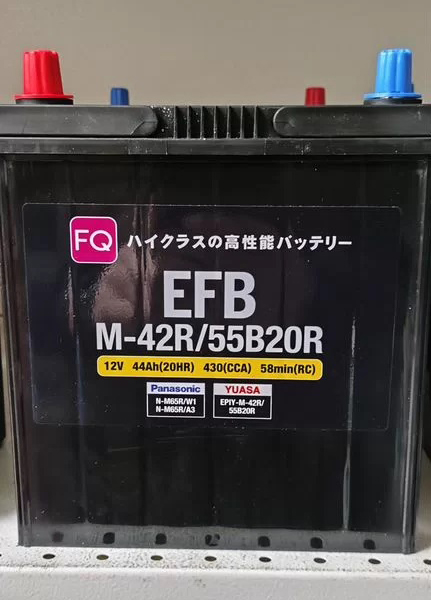 FQ ハイクラスの高性能バッテリー
EFB
M-42R/55B20R
12V 44Ah(20HR) 430(CCA) 58min(RC)
Panasonic
N-M65R/W1
N-M65R/A3
YUASA
EPIY-M-42R/
55B20R